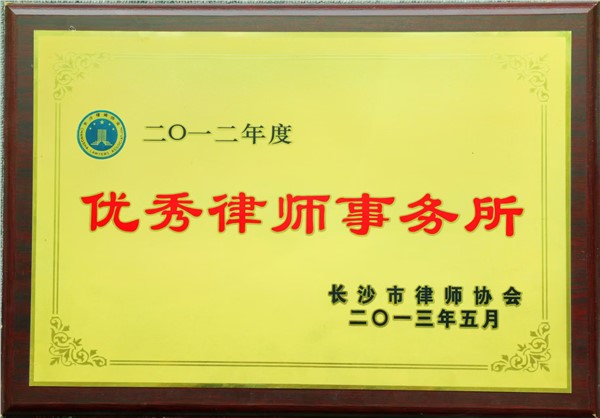 二〇一二年度
优秀律师事务所
长沙市律师协会
二〇一三年五月